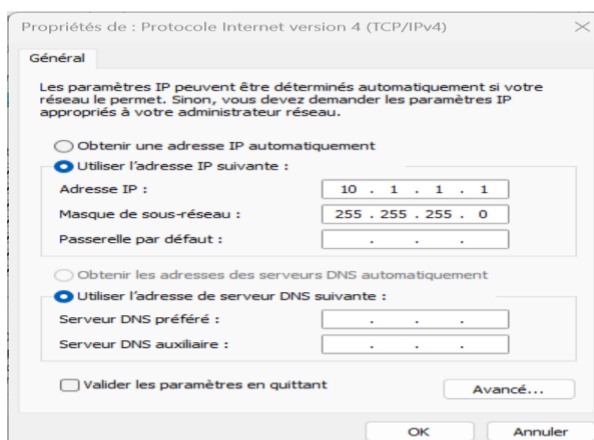 Propriétés de : Protocole Internet version 4 (TCP/IPv4)
Général
Les paramètres IP peuvent être déterminés automatiquement si votre
réseau le permet. Sinon, vous devez demander les paramètres IP
appropriés à votre administrateur réseau.
Obtenir une adresse IP automatiquement
Utiliser l'adresse IP suivante :
Adresse IP : 10 . 1 . 1 . 1
Masque de sous-réseau : 255 . 255 . 255 . 0
Passerelle par défaut : . . .
Obtenir les adresses des serveurs DNS automatiquement
Utiliser l'adresse de serveur DNS suivante :
Serveur DNS préféré : . . .
Serveur DNS auxiliaire : . . .
Valider les paramètres en quittant Avancé...
OK Annuler